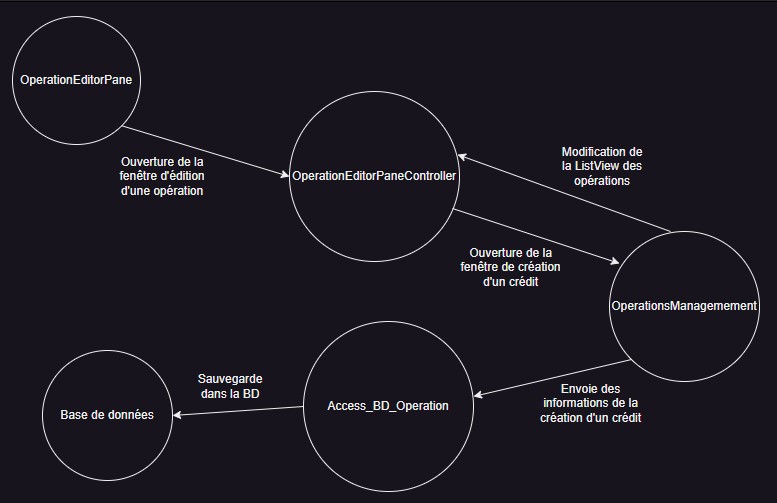 OperationEditorPane
Ouverture de la
fenêtre d'édition
d'une opération
OperationEditorPaneController
Modification de
la ListView des
opérations
Ouverture de la
fenêtre de création
d'un crédit
OperationsManagemement
Envoie des
informations de la
création d'un crédit
Access_BD_Operation
Sauvegarde
dans la BD
Base de données